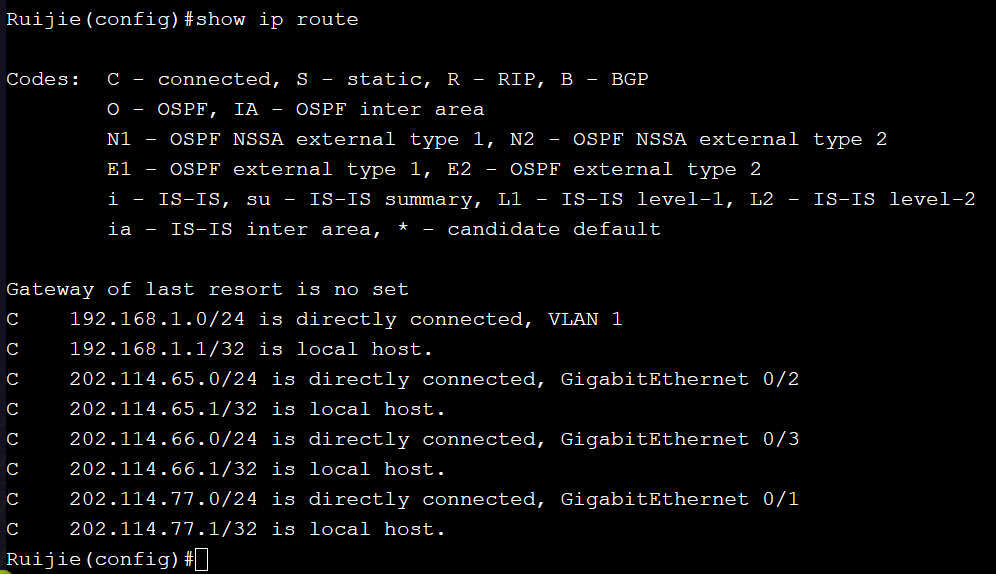 Ruijie(config)#show ip route
Codes:  C - connected, S - static, R - RIP, B - BGP
        O - OSPF, IA - OSPF inter area
        N1 - OSPF NSSA external type 1, N2 - OSPF NSSA external type 2
        E1 - OSPF external type 1, E2 - OSPF external type 2
        i - IS-IS, su - IS-IS summary, L1 - IS-IS level-1, L2 - IS-IS level-2
        ia - IS-IS inter area, * - candidate default
Gateway of last resort is no set
C    192.168.1.0/24 is directly connected, VLAN 1
C    192.168.1.1/32 is local host.
C    202.114.65.0/24 is directly connected, GigabitEthernet 0/2
C    202.114.65.1/32 is local host.
C    202.114.66.0/24 is directly connected, GigabitEthernet 0/3
C    202.114.66.1/32 is local host.
C    202.114.77.0/24 is directly connected, GigabitEthernet 0/1
C    202.114.77.1/32 is local host.
Ruijie(config)#